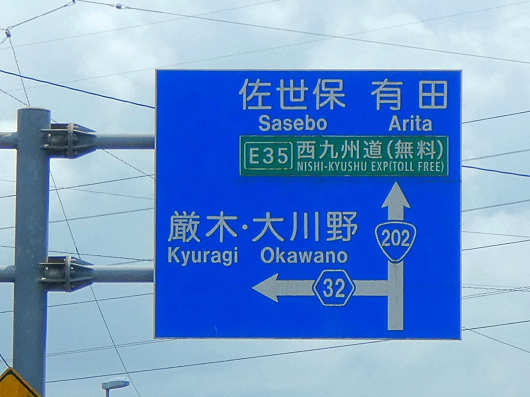 佐世保 有田
Sasebo Arita
E35 西九州道(無料)
NISHI-KYUSHU EXP(TOLL FREE)
厳木・大川野
Kyuragi Okawano
202
32